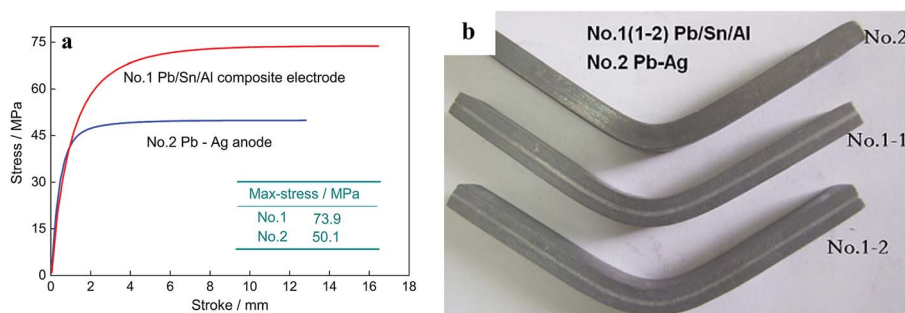 a
75
60
45
30
15
0
Stress / MPa
No.1 Pb/Sn/Al composite electrode
No.2 Pb - Ag anode
Max-stress / MPa
No.1 73.9
No.2 50.1
0 2 4 6 8 10 12 14 16 18
Stroke / mm
b
No.1(1-2) Pb/Sn/Al
No.2 Pb-Ag
No.2
No.1-1
No.1-2